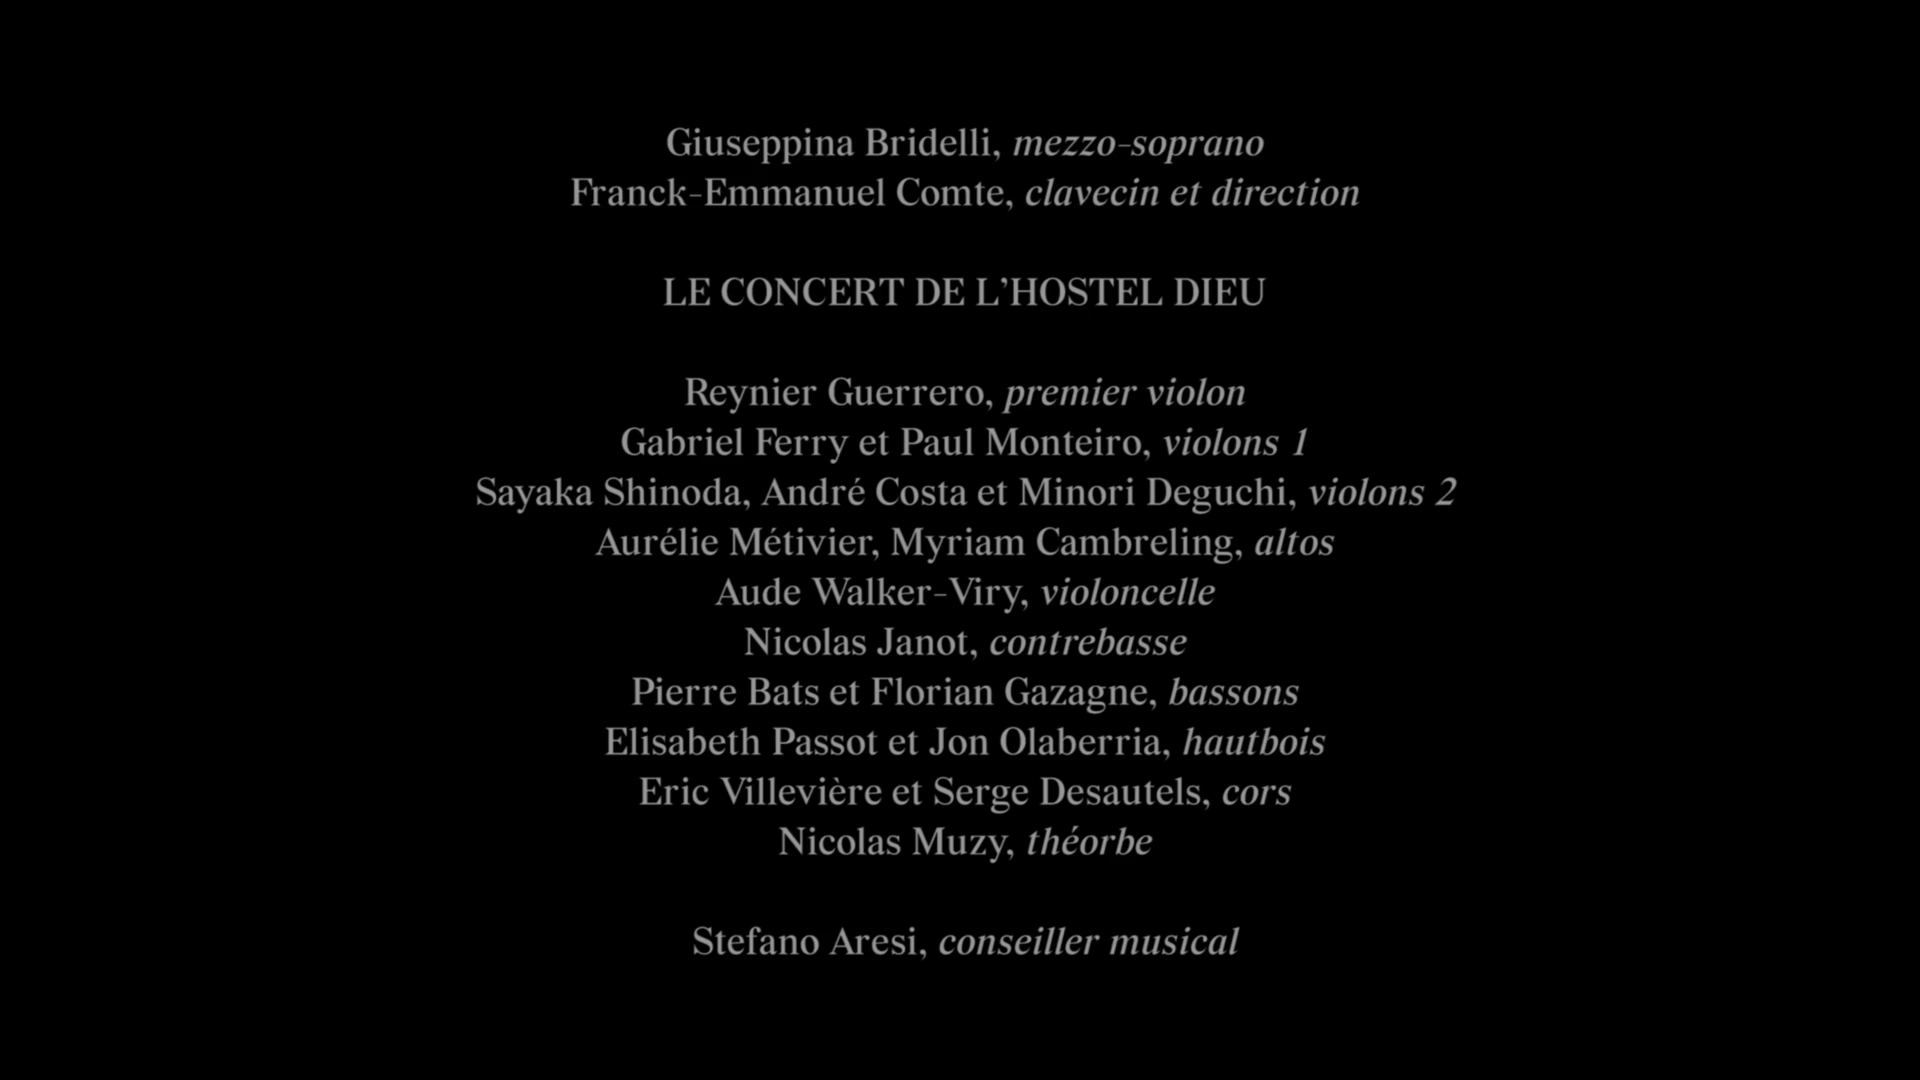 Giuseppina Bridelli, mezzo-soprano
Franck-Emmanuel Comte, clavecin et direction
LE CONCERT DE L’HOSTEL DIEU
Reynier Guerrero, premier violon
Gabriel Ferry et Paul Monteiro, violons 1
Sayaka Shinoda, André Costa et Minori Deguchi, violons 2
Aurélie Métivier, Myriam Cambreling, altos
Aude Walker-Viry, violoncelle
Nicolas Janot, contrebasse
Pierre Bats et Florian Gazagne, bassons
Elisabeth Passot et Jon Olaberria, hautbois
Eric Villevière et Serge Desautels, cors
Nicolas Muzy, théorbe
Stefano Aresi, conseiller musical